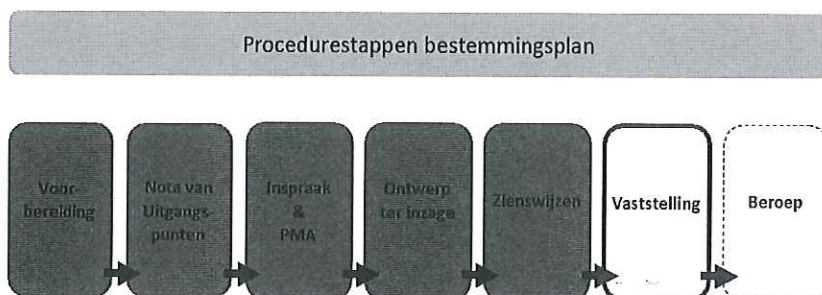 Procedurestappen bestemmingsplan
Voor-
bereiding
Nota van
Uitgangs-
punten
Inspraak
&
PMA
Ontwerp
ter inzage
Zienswijzen
Vaststelling
Beroep